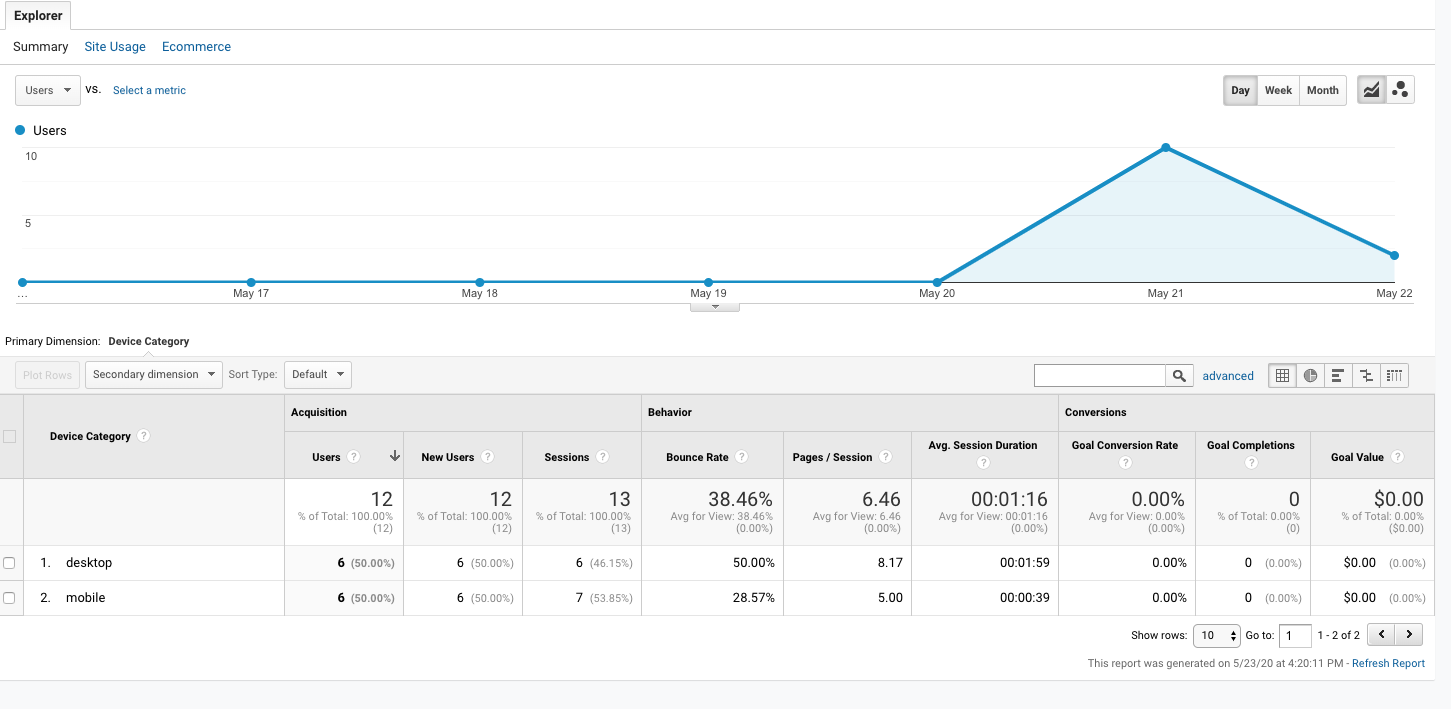 Explorer
Summary Site Usage Ecommerce
Users VS. Select a metric Day Week Month
Users
10
5
... May 17 May 18 May 19 May 20 May 21 May 22
Primary Dimension: Device Category
Plot Rows Secondary dimension Sort Type: Default advanced
Device Category ? Acquisition Behavior Conversions
Users ? New Users ? Sessions ? Bounce Rate ? Pages / Session ? Avg. Session Duration ? Goal Conversion Rate ? Goal Completions ? Goal Value ?
12 12 13 38.46% 6.46 00:01:16 0.00% 0 $0.00
% of Total: 100.00% % of Total: 100.00% % of Total: 100.00% Avg for View: 38.46% Avg for View: 6.46 Avg for View: 00:01:16 Avg for View: 0.00% % of Total: 0.00% % of Total: 0.00%
(12) (12) (13) (0.00%) (0.00%) (0.00%) (0.00%) (0) ($0.00)
1. desktop 6 (50.00%) 6 (50.00%) 6 (46.15%) 50.00% 8.17 00:01:59 0.00% 0 (0.00%) $0.00 (0.00%)
2. mobile 6 (50.00%) 6 (50.00%) 7 (53.85%) 28.57% 5.00 00:00:39 0.00% 0 (0.00%) $0.00 (0.00%)
Show rows: 10 Go to: 1 1 - 2 of 2
This report was generated on 5/23/20 at 4:20:11 PM - Refresh Report